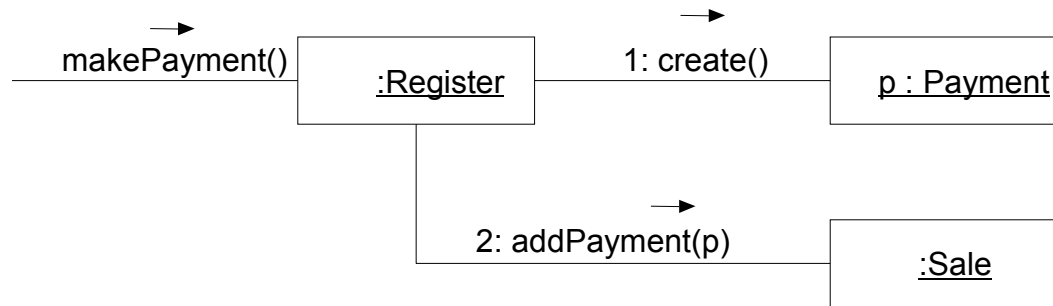 makePayment()
:Register
1: create()
p : Payment
2: addPayment(p)
:Sale